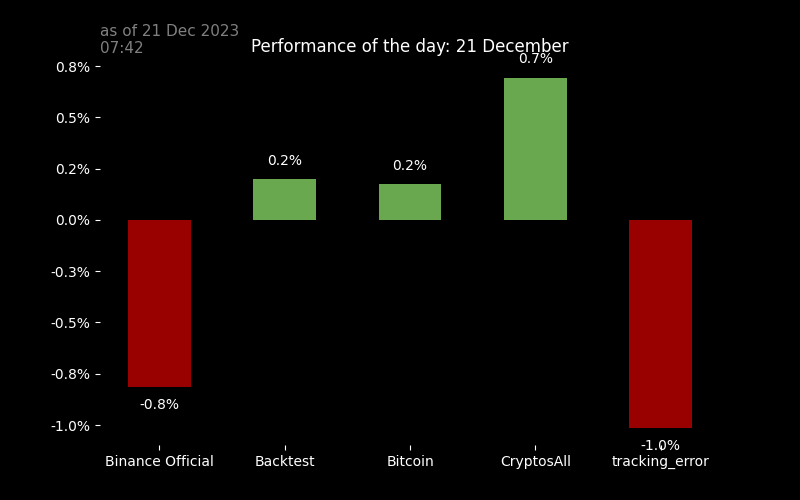 as of 21 Dec 2023
07:42
Performance of the day: 21 December
0.8%
0.5%
0.2%
0.0%
-0.3%
-0.5%
-0.8%
-1.0%
-0.8%
0.2%
0.2%
0.7%
-1.0%
Binance Official
Backtest
Bitcoin
CryptosAll
tracking_error